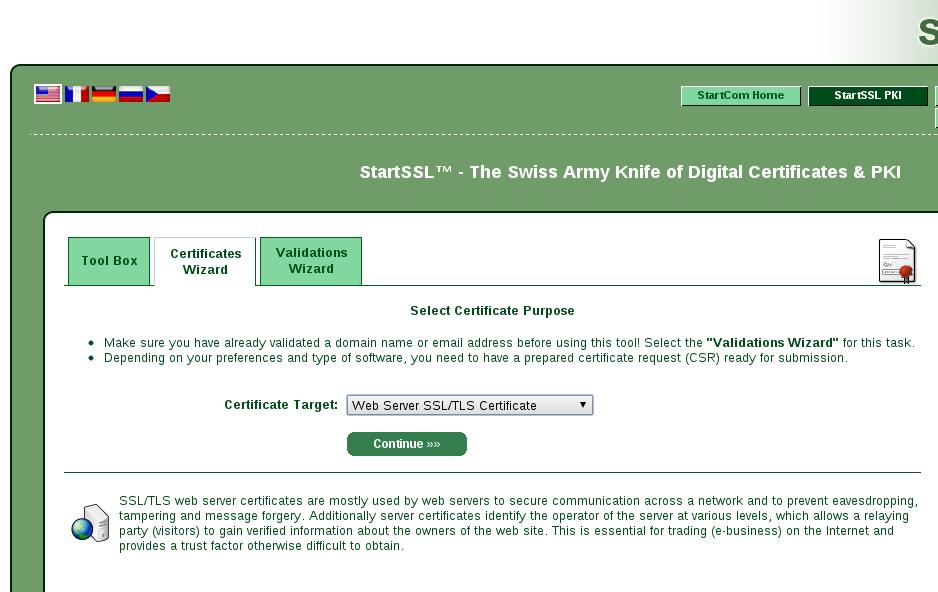 S
StartCom Home
StartSSL PKI
StartSSL™ - The Swiss Army Knife of Digital Certificates & PKI
Tool Box
Certificates
Wizard
Validations
Wizard
Select Certificate Purpose
Make sure you have already validated a domain name or email address before using this tool! Select the "Validations Wizard" for this task.
Depending on your preferences and type of software, you need to have a prepared certificate request (CSR) ready for submission.
Certificate Target:
Web Server SSL/TLS Certificate
Continue »»
SSL/TLS web server certificates are mostly used by web servers to secure communication across a network and to prevent eavesdropping,
tampering and message forgery. Additionally server certificates identify the operator of the server at various levels, which allows a relaying
party (visitors) to gain verified information about the owners of the web site. This is essential for trading (e-business) on the Internet and
provides a trust factor otherwise difficult to obtain.